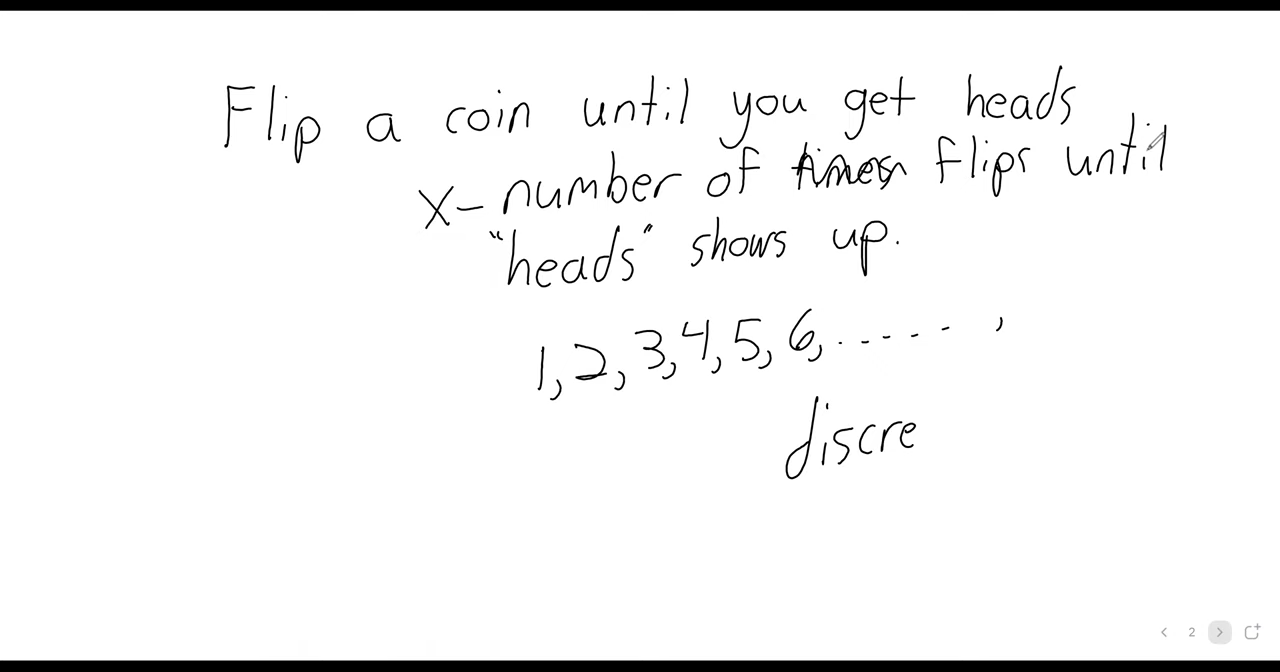 Flip a coin until you get heads
X- number of times flips until
"heads" shows up.
1, 2, 3, 4, 5, 6, ..... ,
discre
2